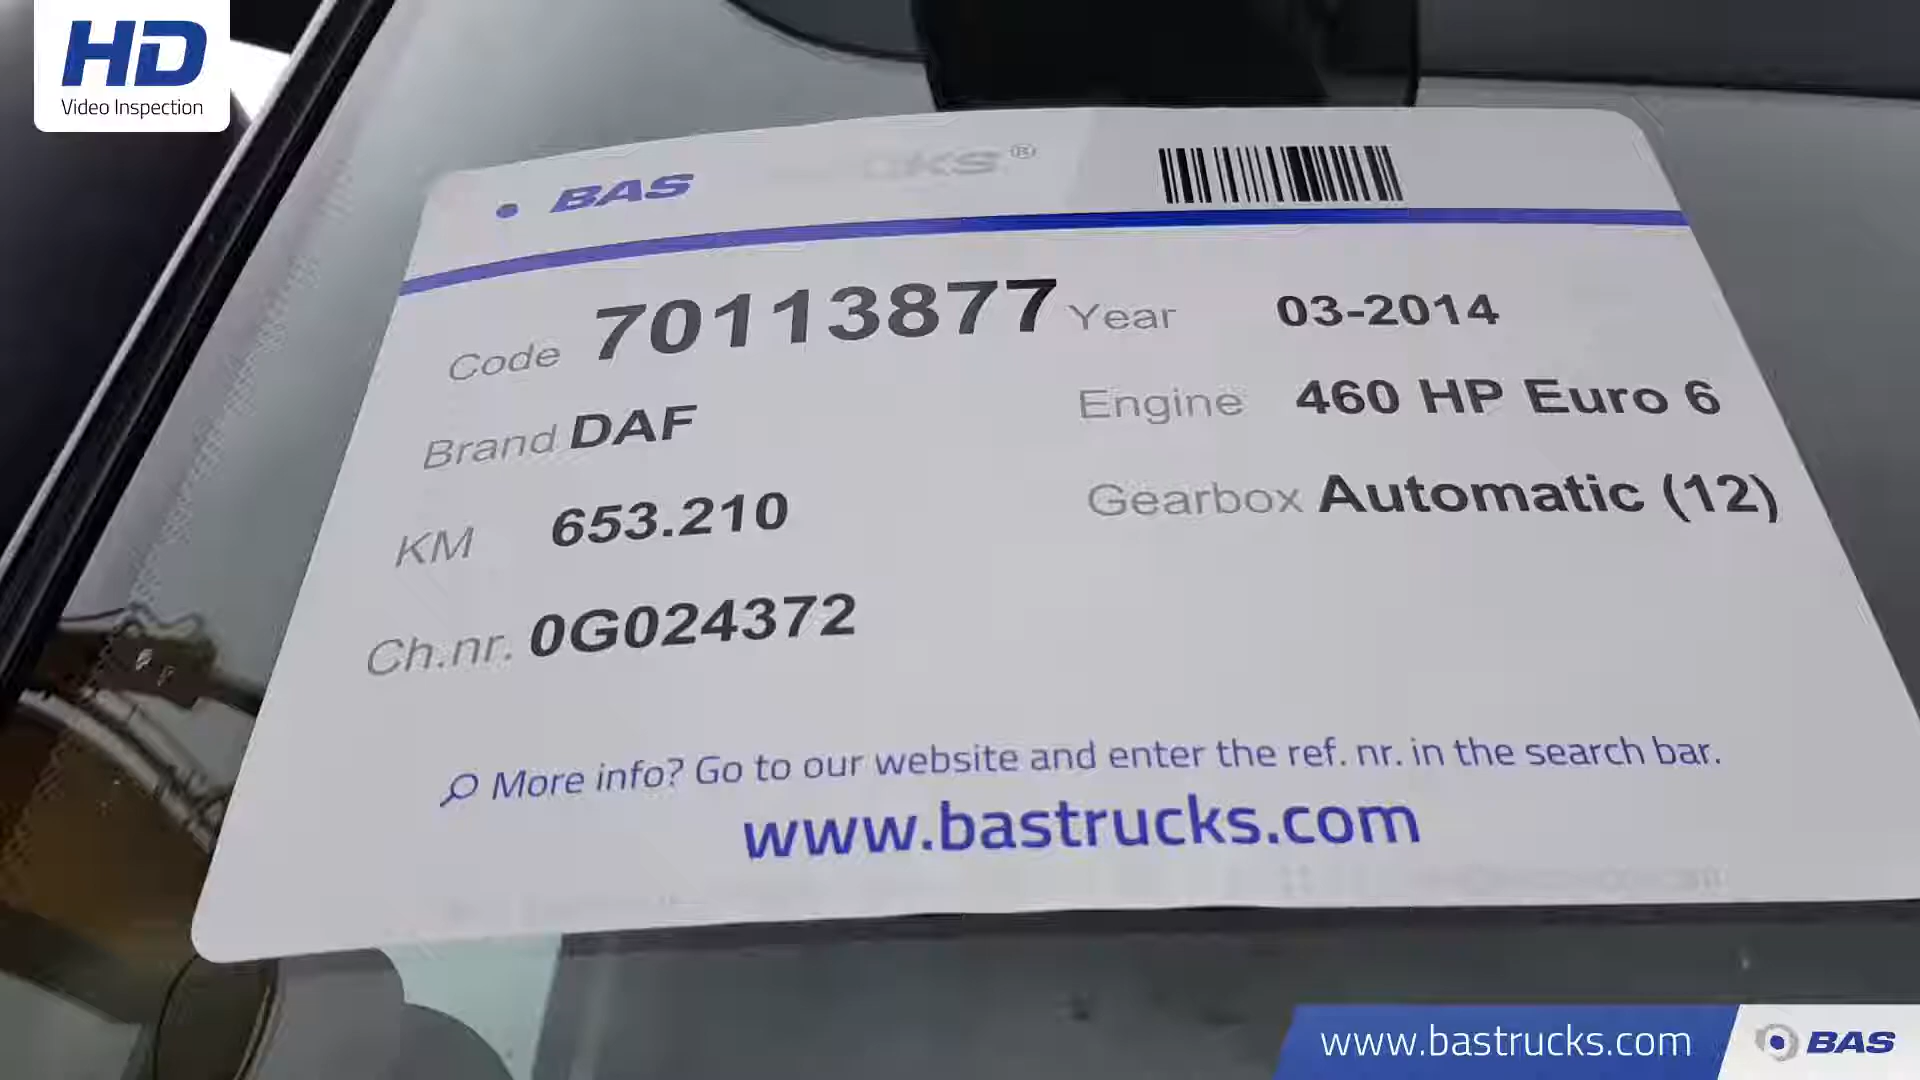 HD
Video Inspection
BAS
Code 70113877 Year 03-2014
Brand DAF Engine 460 HP Euro 6
KM 653.210 Gearbox Automatic (12)
Ch.nr. 0G024372
More info? Go to our website and enter the ref. nr. in the search bar.
www.bastrucks.com
www.bastrucks.com BAS